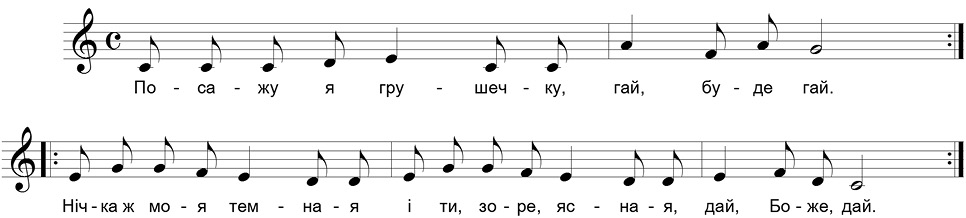 По - са - жу я гру - шеч - ку, гай, бу - де гай.
Ніч - ка ж мо - я тем - на - я і ти, зо - ре, яс - на - я, дай, Бо - же, дай.